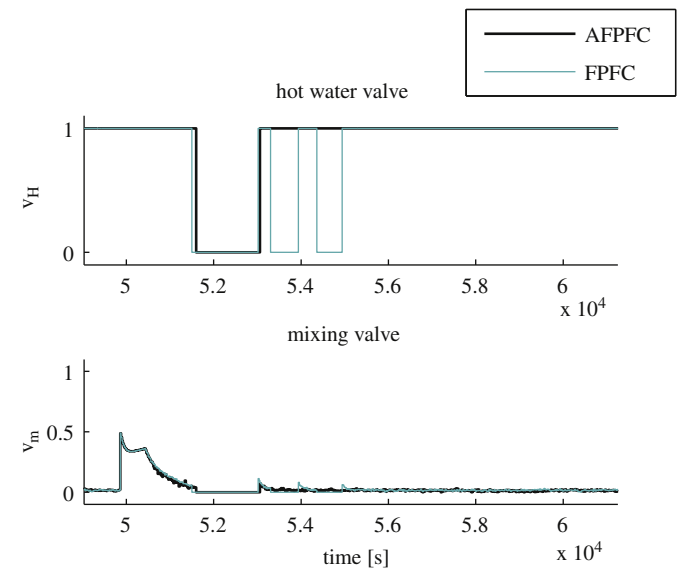 AFPFC
FPFC
hot water valve
1
0
v_H
5 5.2 5.4 5.6 5.8 6
x 10^4
mixing valve
1
0.5
0
v_m
5 5.2 5.4 5.6 5.8 6
x 10^4
time [s]